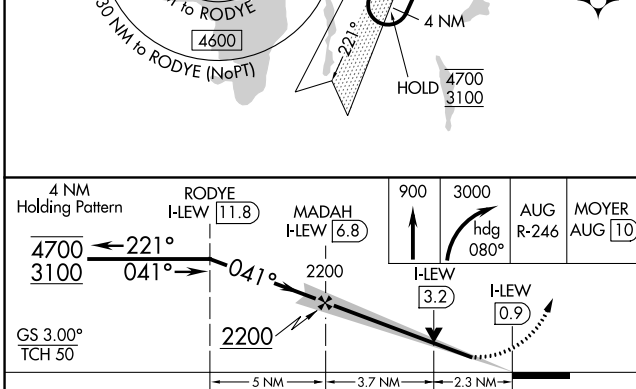 to RODYE
4600
30 NM to RODYE (NoPT)
221°
4 NM
HOLD
4700
3100
4 NM
Holding Pattern
RODYE
I-LEW 11.8
MADAH
I-LEW 6.8
900
3000
hdg
080°
AUG
R-246
MOYER
AUG 10
4700
3100
221°
041°
041°
2200
2200
I-LEW
3.2
I-LEW
0.9
GS 3.00°
TCH 50
5 NM
3.7 NM
2.3 NM